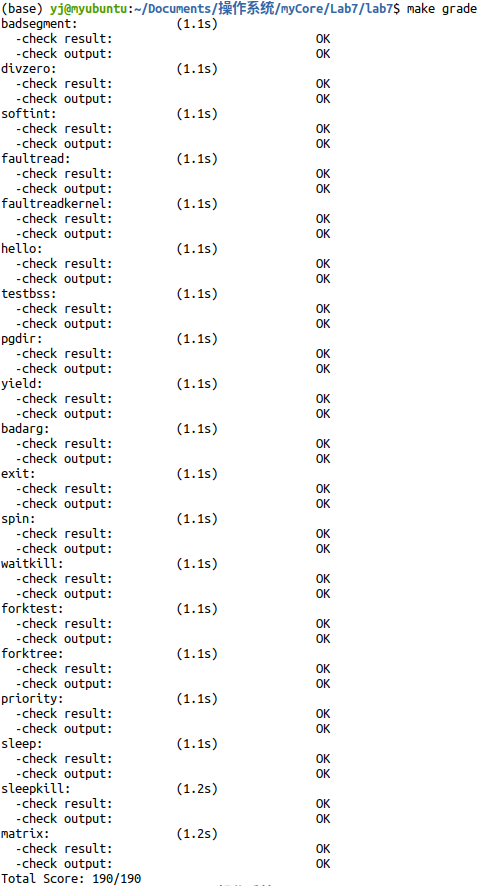 (base) yj@myubuntu:~/Documents/操作系统/myCore/Lab7/lab7$ make grade
badsegment: (1.1s)
-check result: OK
-check output: OK
divzero: (1.1s)
-check result: OK
-check output: OK
softint: (1.1s)
-check result: OK
-check output: OK
faultread: (1.1s)
-check result: OK
-check output: OK
faultreadkernel: (1.1s)
-check result: OK
-check output: OK
hello: (1.1s)
-check result: OK
-check output: OK
testbss: (1.1s)
-check result: OK
-check output: OK
pgdir: (1.1s)
-check result: OK
-check output: OK
yield: (1.1s)
-check result: OK
-check output: OK
badarg: (1.1s)
-check result: OK
-check output: OK
exit: (1.1s)
-check result: OK
-check output: OK
spin: (1.1s)
-check result: OK
-check output: OK
waitkill: (1.1s)
-check result: OK
-check output: OK
forktest: (1.1s)
-check result: OK
-check output: OK
forktree: (1.1s)
-check result: OK
-check output: OK
priority: (1.1s)
-check result: OK
-check output: OK
sleep: (1.1s)
-check result: OK
-check output: OK
sleepkill: (1.2s)
-check result: OK
-check output: OK
matrix: (1.2s)
-check result: OK
-check output: OK
Total Score: 190/190